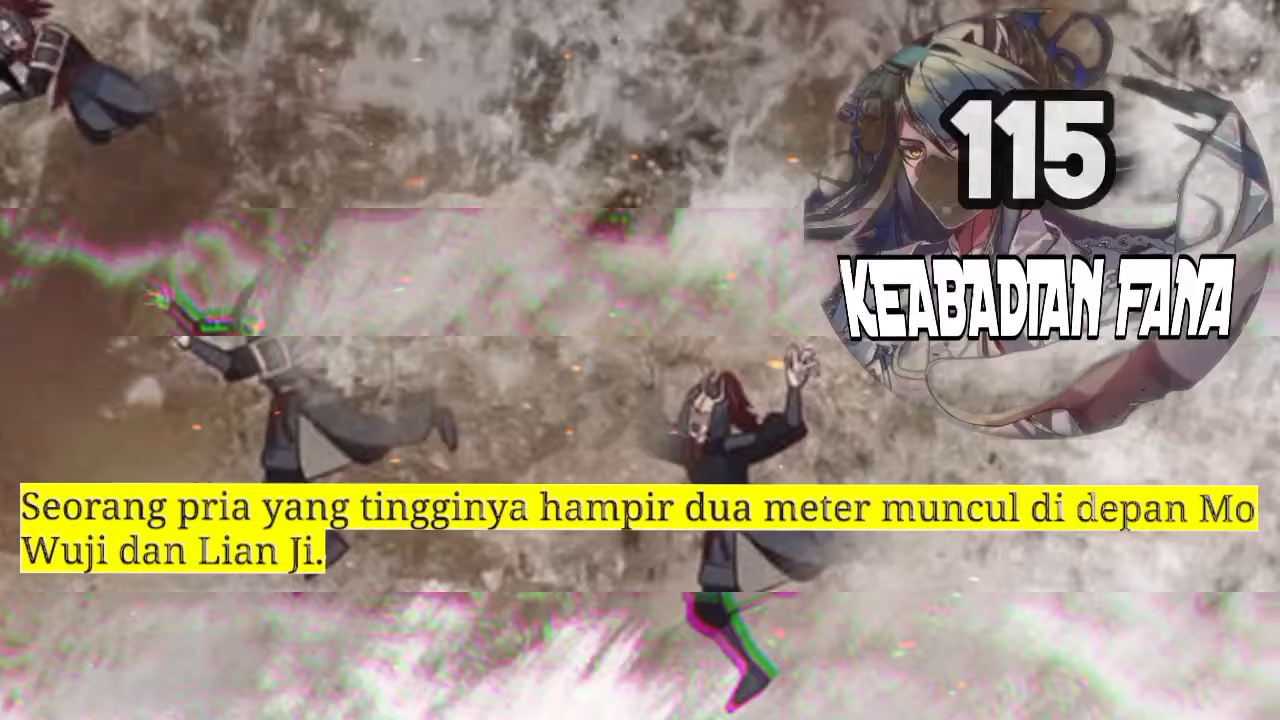 115
KEABADIAN FANA
Seorang pria yang tingginya hampir dua meter muncul di depan Mo
Wuji dan Lian Ji.